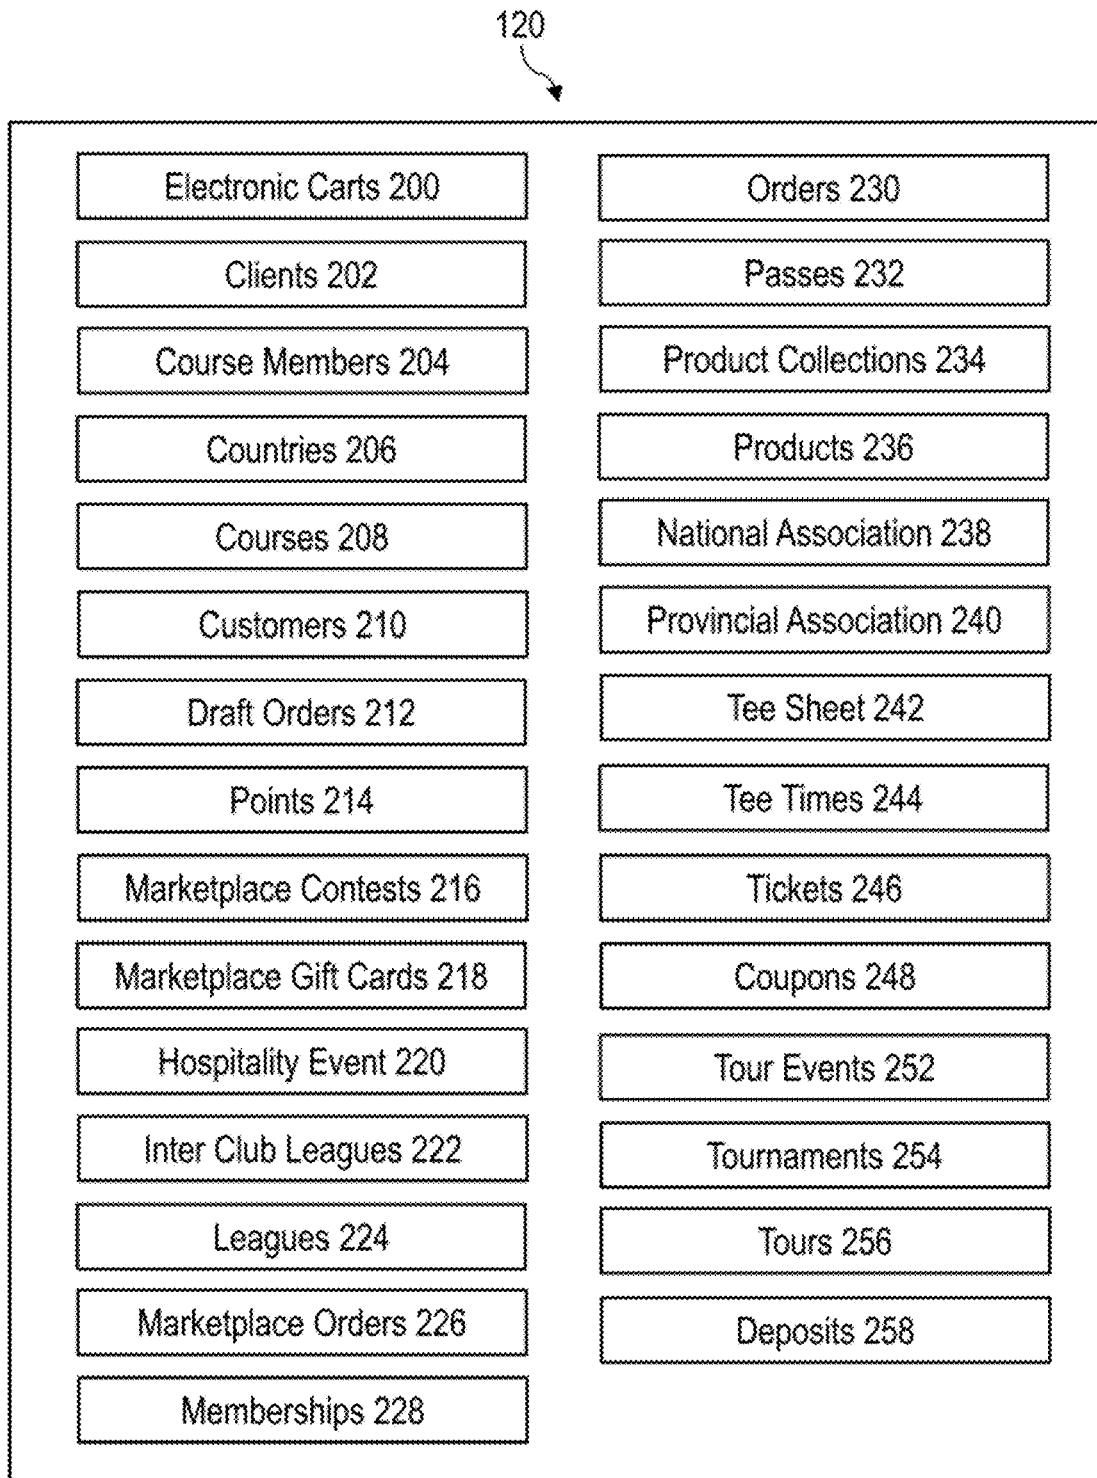 120
Electronic Carts 200
Clients 202
Course Members 204
Countries 206
Courses 208
Customers 210
Draft Orders 212
Points 214
Marketplace Contests 216
Marketplace Gift Cards 218
Hospitality Event 220
Inter Club Leagues 222
Leagues 224
Marketplace Orders 226
Memberships 228
Orders 230
Passes 232
Product Collections 234
Products 236
National Association 238
Provincial Association 240
Tee Sheet 242
Tee Times 244
Tickets 246
Coupons 248
Tour Events 252
Tournaments 254
Tours 256
Deposits 258